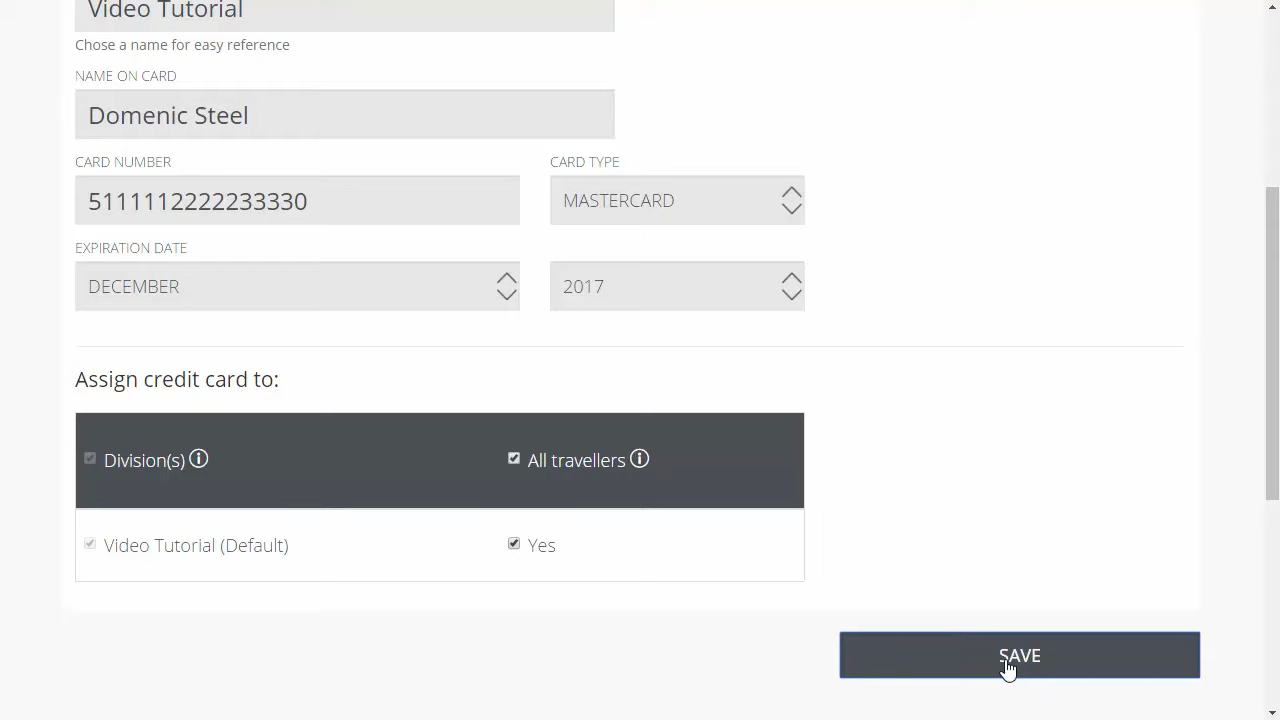 Video Tutorial
Chose a name for easy reference
NAME ON CARD
Domenic Steel
CARD NUMBER CARD TYPE
5111112222233330 MASTERCARD
EXPIRATION DATE
DECEMBER 2017
Assign credit card to:
Division(s) All travellers
Video Tutorial (Default) Yes
SAVE